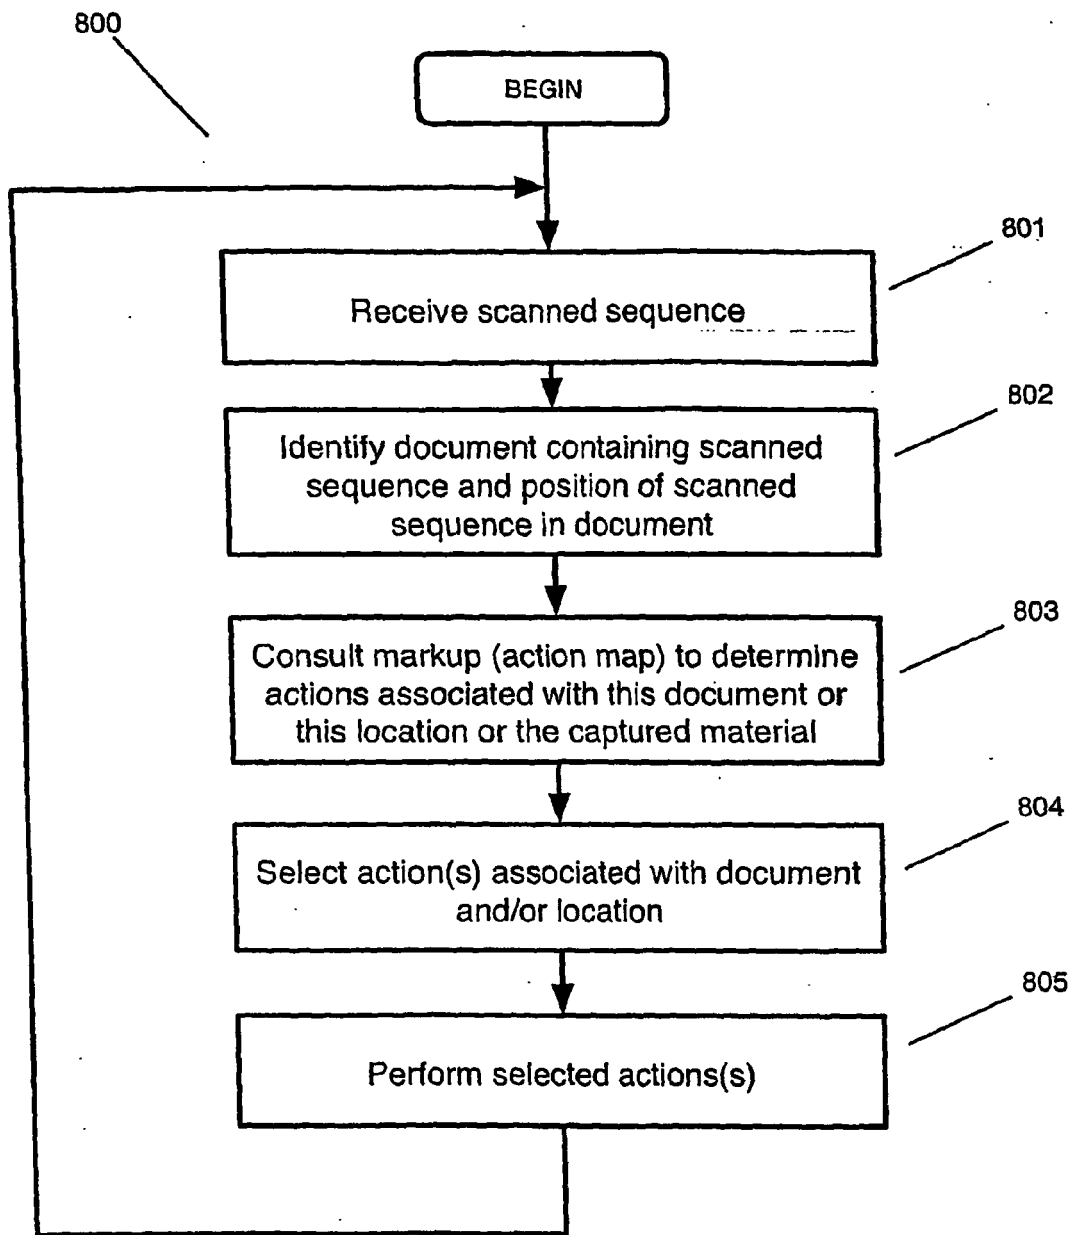 800
BEGIN
801
Receive scanned sequence
802
Identify document containing scanned
sequence and position of scanned
sequence in document
803
Consult markup (action map) to determine
actions associated with this document or
this location or the captured material
804
Select action(s) associated with document
and/or location
805
Perform selected actions(s)